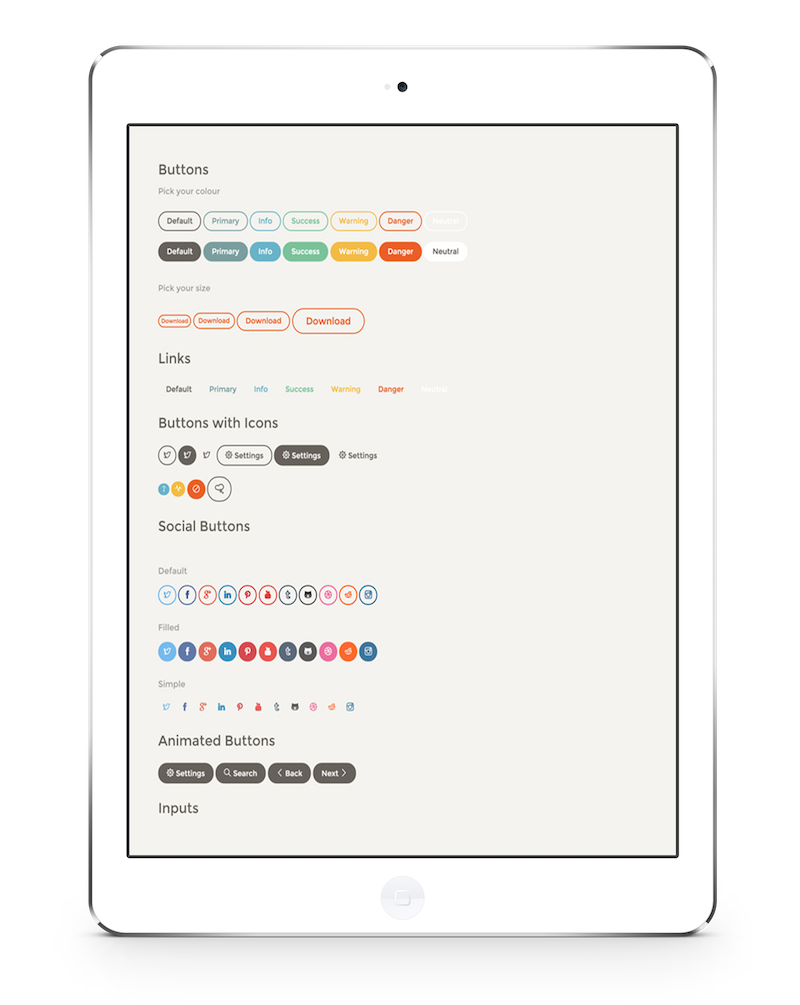 Buttons
Pick your colour
Default Primary Info Success Warning Danger Neutral
Default Primary Info Success Warning Danger Neutral
Pick your size
Download Download Download Download
Links
Default Primary Info Success Warning Danger Neutral
Buttons with Icons
Settings Settings Settings
Social Buttons
Default
Filled
Simple
Animated Buttons
Settings Search Back Next
Inputs